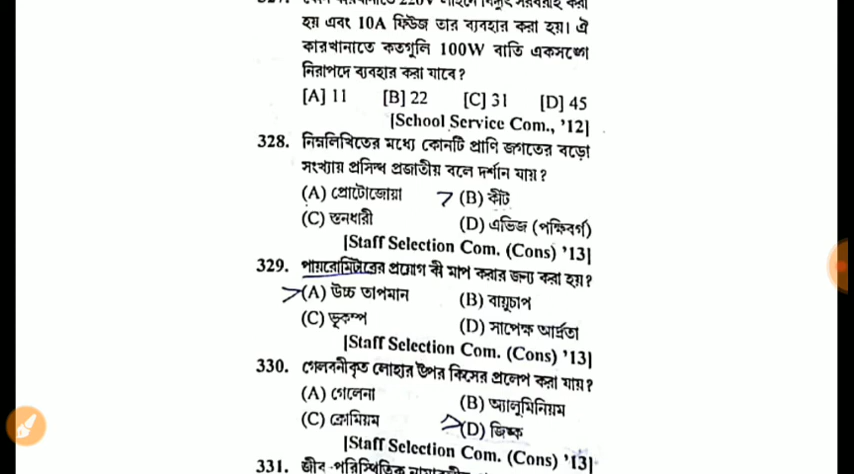 হয় এবং 10A ফিউজ তার ব্যবহার করা হয়। ঐ
কারখানাতে কতগুলি 100W বাতি একসঙ্গে
নিরাপদে ব্যবহার করা যাবে?
[A] 11 [B] 22 [C] 31 [D] 45
[School Service Com., '12]
328. নিম্নলিখিতের মধ্যে কোনটি প্রাণি জগতের বড়ো
সংখ্যায় প্রসিদ্ধ প্রজাতীয় বলে দর্শান যায়?
(A) প্রোটোজোয়া (B) কীট
(C) স্তনধারী (D) এভিজ (পক্ষিবর্গ)
[Staff Selection Com. (Cons) '13]
329. পায়রোমিটারের প্রয়োগ কী মাপ করার জন্য করা হয়?
(A) উচ্চ তাপমান (B) বায়ুচাপ
(C) ভূকম্প (D) সাপেক্ষ আর্দ্রতা
[Staff Selection Com. (Cons) '13]
330. গেলবনীকৃত লোহার উপর কিসের প্রলেপ করা যায়?
(A) গেলেনা (B) অ্যালুমিনিয়ম
(C) ক্রোমিয়ম (D) জিঙ্ক
[Staff Selection Com. (Cons) '13]
331. জীব পরিস্থিতিক